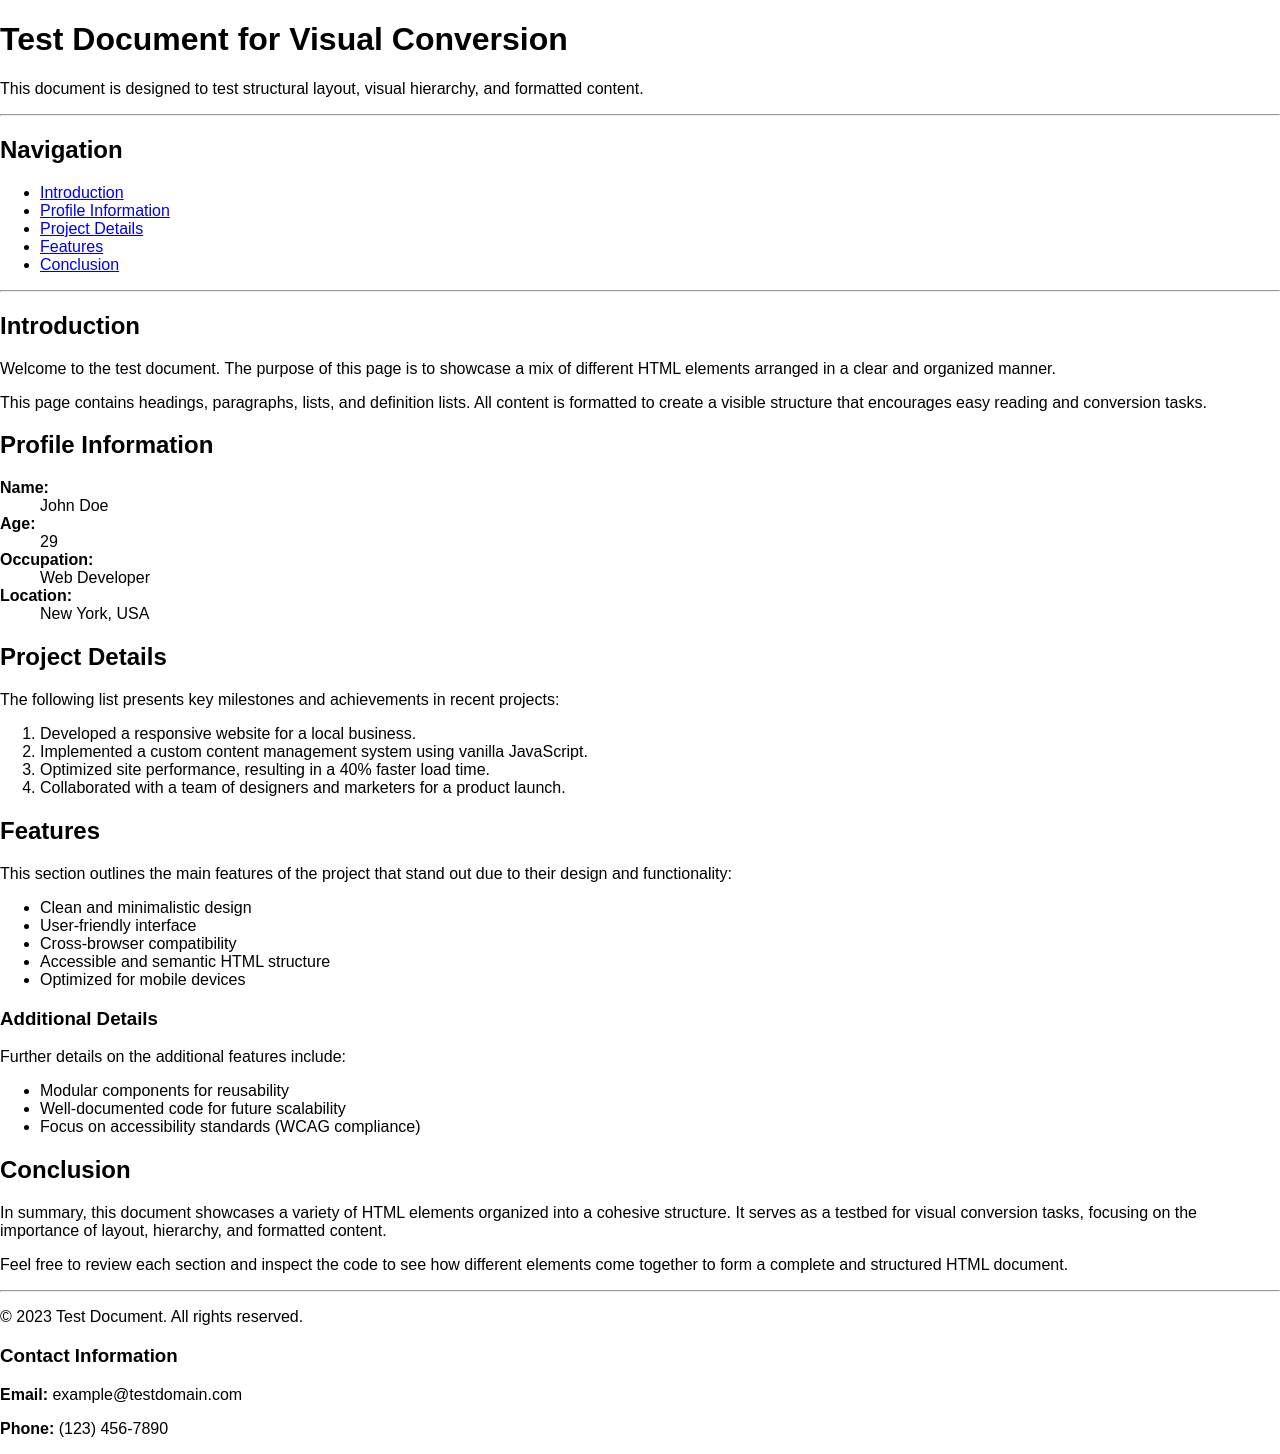 Test Document for Visual Conversion
This document is designed to test structural layout, visual hierarchy, and formatted content.
Navigation
• Introduction
• Profile Information
• Project Details
• Features
• Conclusion
Introduction
Welcome to the test document. The purpose of this page is to showcase a mix of different HTML elements arranged in a clear and organized manner.
This page contains headings, paragraphs, lists, and definition lists. All content is formatted to create a visible structure that encourages easy reading and conversion tasks.
Profile Information
Name:
John Doe
Age:
29
Occupation:
Web Developer
Location:
New York, USA
Project Details
The following list presents key milestones and achievements in recent projects:
1. Developed a responsive website for a local business.
2. Implemented a custom content management system using vanilla JavaScript.
3. Optimized site performance, resulting in a 40% faster load time.
4. Collaborated with a team of designers and marketers for a product launch.
Features
This section outlines the main features of the project that stand out due to their design and functionality:
• Clean and minimalistic design
• User-friendly interface
• Cross-browser compatibility
• Accessible and semantic HTML structure
• Optimized for mobile devices
Additional Details
Further details on the additional features include:
• Modular components for reusability
• Well-documented code for future scalability
• Focus on accessibility standards (WCAG compliance)
Conclusion
In summary, this document showcases a variety of HTML elements organized into a cohesive structure. It serves as a testbed for visual conversion tasks, focusing on the
importance of layout, hierarchy, and formatted content.
Feel free to review each section and inspect the code to see how different elements come together to form a complete and structured HTML document.
© 2023 Test Document. All rights reserved.
Contact Information
Email: example@testdomain.com
Phone: (123) 456-7890